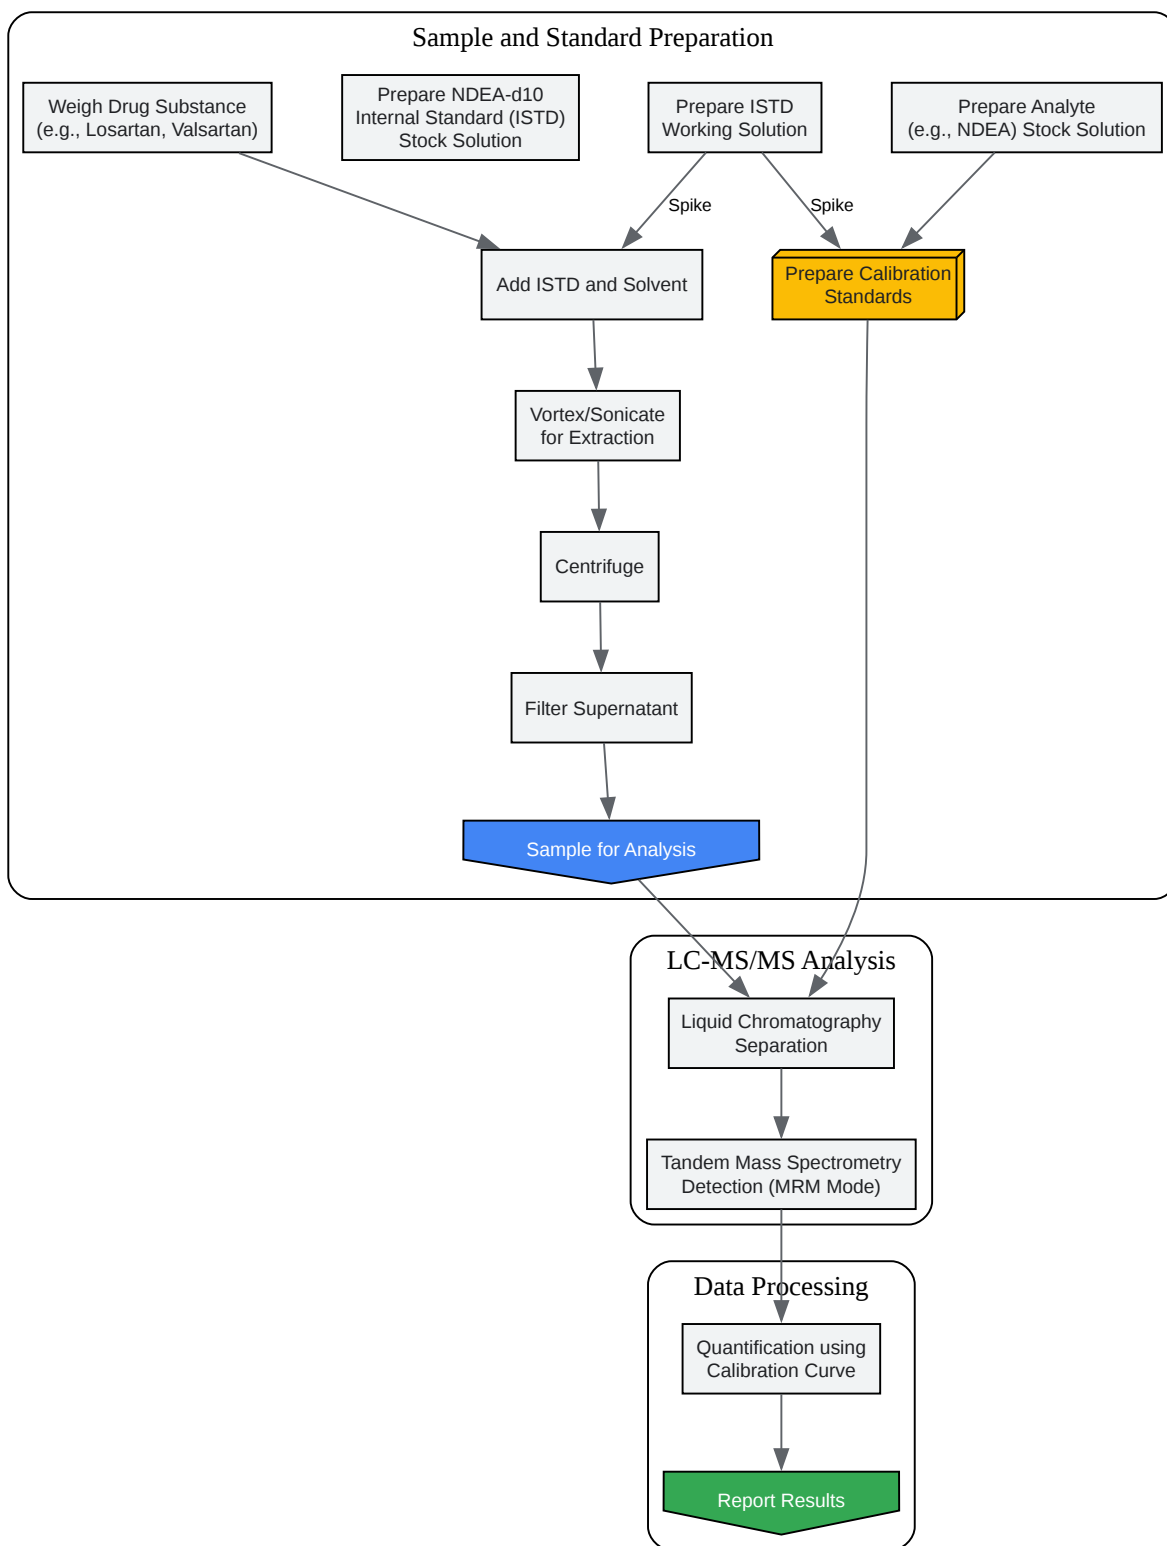 Sample and Standard Preparation
Weigh Drug Substance
(e.g., Losartan, Valsartan)
Prepare NDEA-d10
Internal Standard (ISTD)
Stock Solution
Prepare ISTD
Working Solution
Prepare Analyte
(e.g., NDEA) Stock Solution
Spike
Spike
Add ISTD and Solvent
Prepare Calibration
Standards
Vortex/Sonicate
for Extraction
Centrifuge
Filter Supernatant
Sample for Analysis
LC-MS/MS Analysis
Liquid Chromatography
Separation
Tandem Mass Spectrometry
Detection (MRM Mode)
Data Processing
Quantification using
Calibration Curve
Report Results